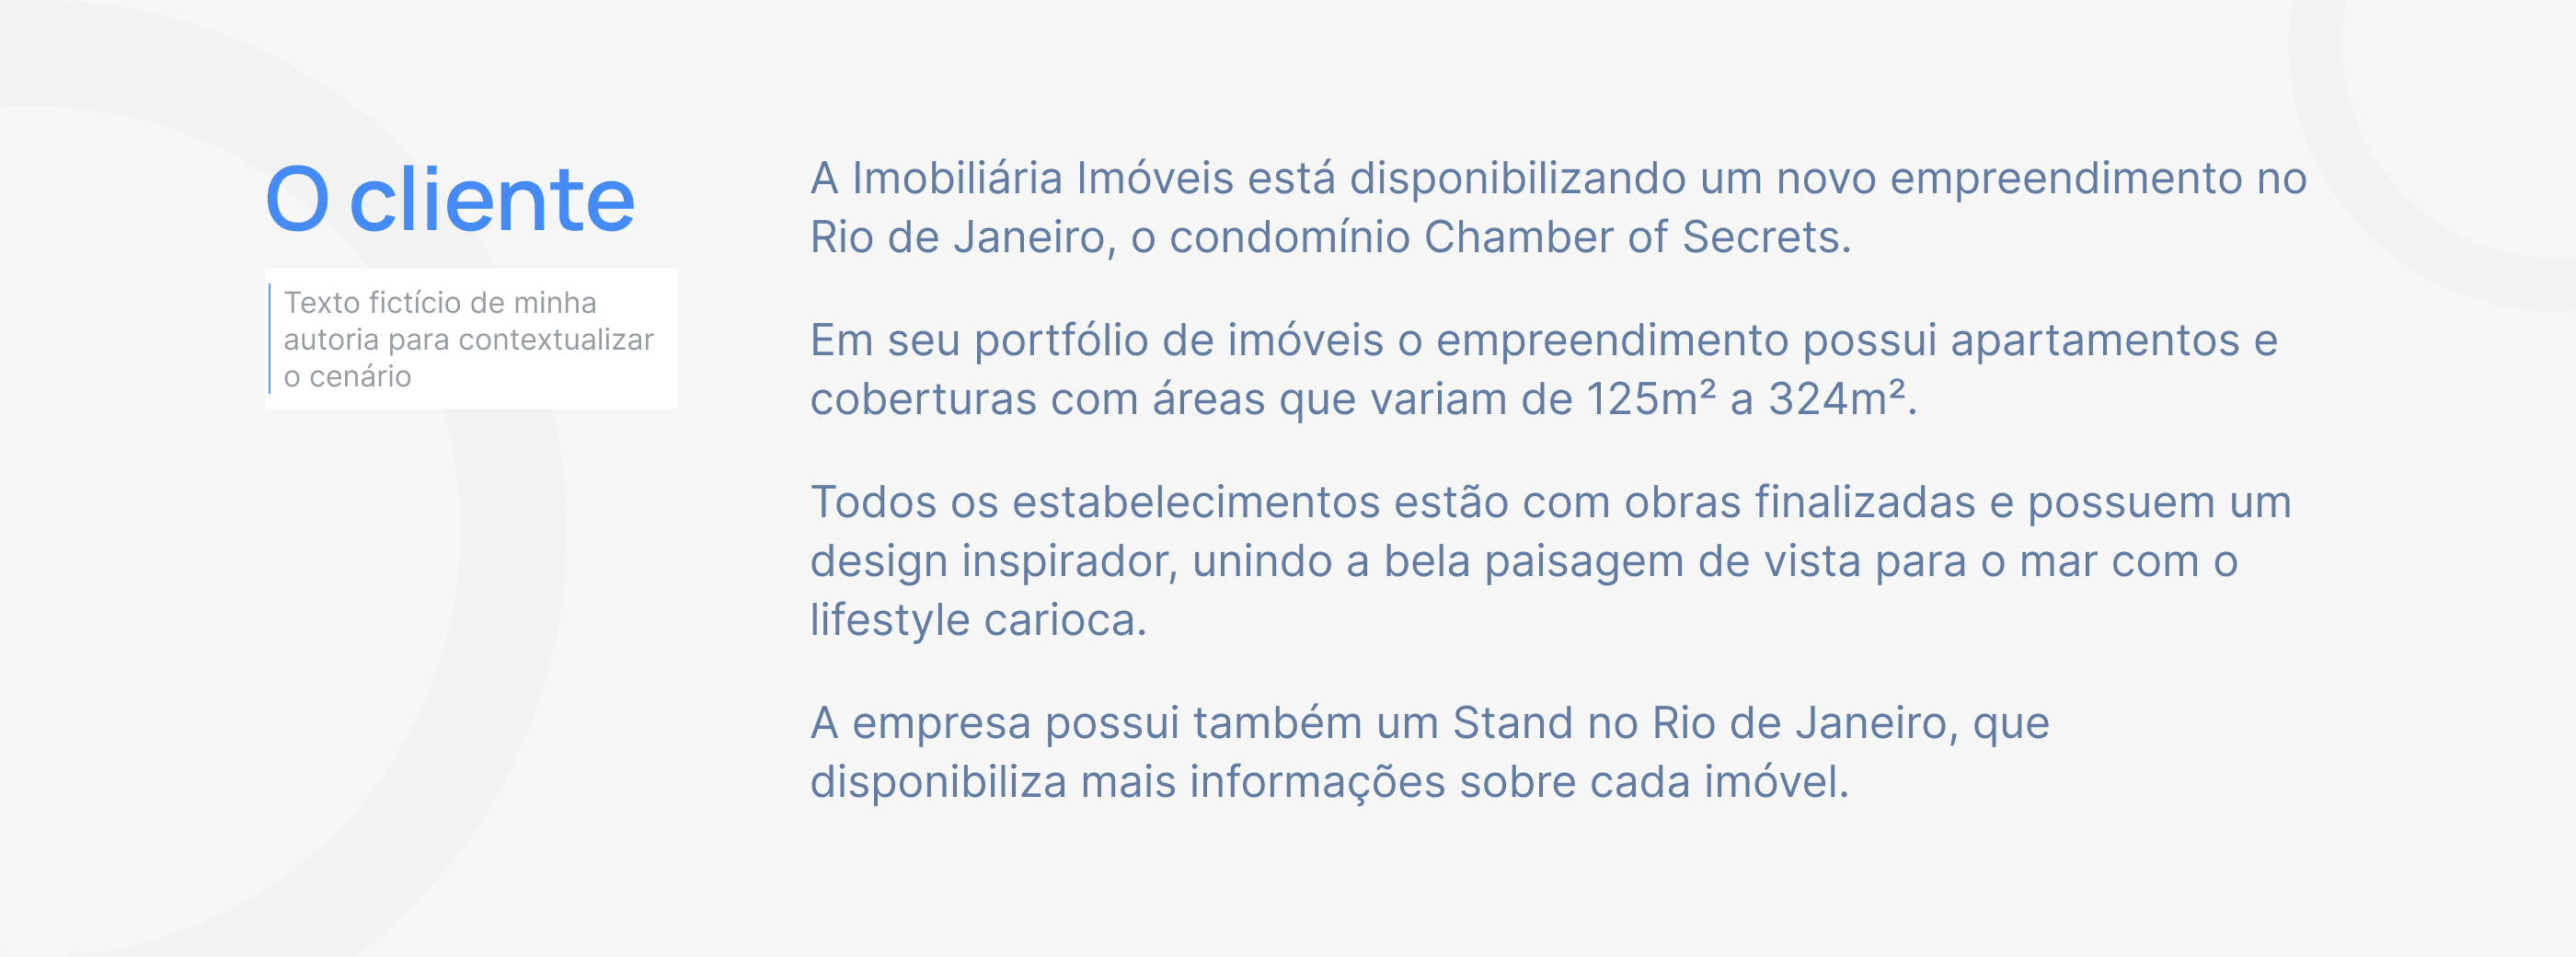 O cliente
Texto fictício de minha
autoria para contextualizar
o cenário
A Imobiliária Imóveis está disponibilizando um novo empreendimento no
Rio de Janeiro, o condomínio Chamber of Secrets.
Em seu portfólio de imóveis o empreendimento possui apartamentos e
coberturas com áreas que variam de 125m² a 324m².
Todos os estabelecimentos estão com obras finalizadas e possuem um
design inspirador, unindo a bela paisagem de vista para o mar com o
lifestyle carioca.
A empresa possui também um Stand no Rio de Janeiro, que
disponibiliza mais informações sobre cada imóvel.